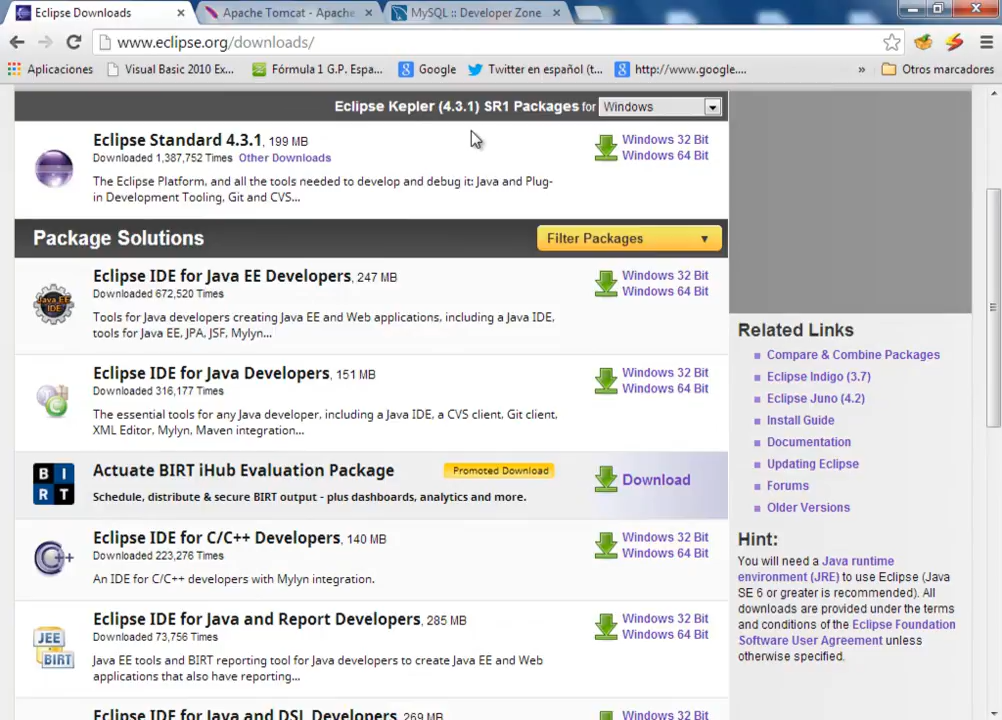 Eclipse Downloads
Apache Tomcat - Apache
MySQL :: Developer Zone
www.eclipse.org/downloads/
Aplicaciones
Visual Basic 2010 Ex...
Fórmula 1 G.P. Espa...
Google
Twitter en español (t...
http://www.google....
»
Otros marcadores
Eclipse Kepler (4.3.1) SR1 Packages for Windows
Eclipse Standard 4.3.1, 199 MB
Downloaded 1,387,752 Times Other Downloads
The Eclipse Platform, and all the tools needed to develop and debug it: Java and Plug-
in Development Tooling, Git and CVS...
Windows 32 Bit
Windows 64 Bit
Package Solutions
Filter Packages
Eclipse IDE for Java EE Developers, 247 MB
Downloaded 672,520 Times
Tools for Java developers creating Java EE and Web applications, including a Java IDE,
tools for Java EE, JPA, JSF, Mylyn...
Windows 32 Bit
Windows 64 Bit
Java EE
IDE
Eclipse IDE for Java Developers, 151 MB
Downloaded 316,177 Times
The essential tools for any Java developer, including a Java IDE, a CVS client, Git client,
XML Editor, Mylyn, Maven integration...
Windows 32 Bit
Windows 64 Bit
B I
R T
Actuate BIRT iHub Evaluation Package
Promoted Download
Schedule, distribute & secure BIRT output - plus dashboards, analytics and more.
Download
C++
Eclipse IDE for C/C++ Developers, 140 MB
Downloaded 223,276 Times
An IDE for C/C++ developers with Mylyn integration.
Windows 32 Bit
Windows 64 Bit
JEE
BIRT
Eclipse IDE for Java and Report Developers, 285 MB
Downloaded 73,756 Times
Java EE tools and BIRT reporting tool for Java developers to create Java EE and Web
applications that also have reporting...
Windows 32 Bit
Windows 64 Bit
Eclipse IDE for Java and DSL Developers, 269 MB
Windows 32 Bit
Related Links
Compare & Combine Packages
Eclipse Indigo (3.7)
Eclipse Juno (4.2)
Install Guide
Documentation
Updating Eclipse
Forums
Older Versions
Hint:
You will need a Java runtime
environment (JRE) to use Eclipse (Java
SE 6 or greater is recommended). All
downloads are provided under the terms
and conditions of the Eclipse Foundation
Software User Agreement unless
otherwise specified.